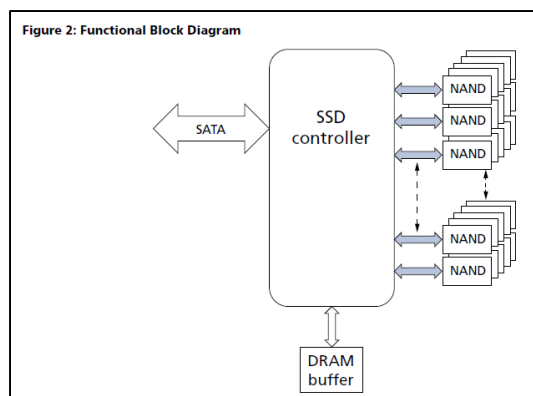 Figure 2: Functional Block Diagram
SATA
SSD
controller
NAND
NAND
NAND
NAND
NAND
DRAM
buffer